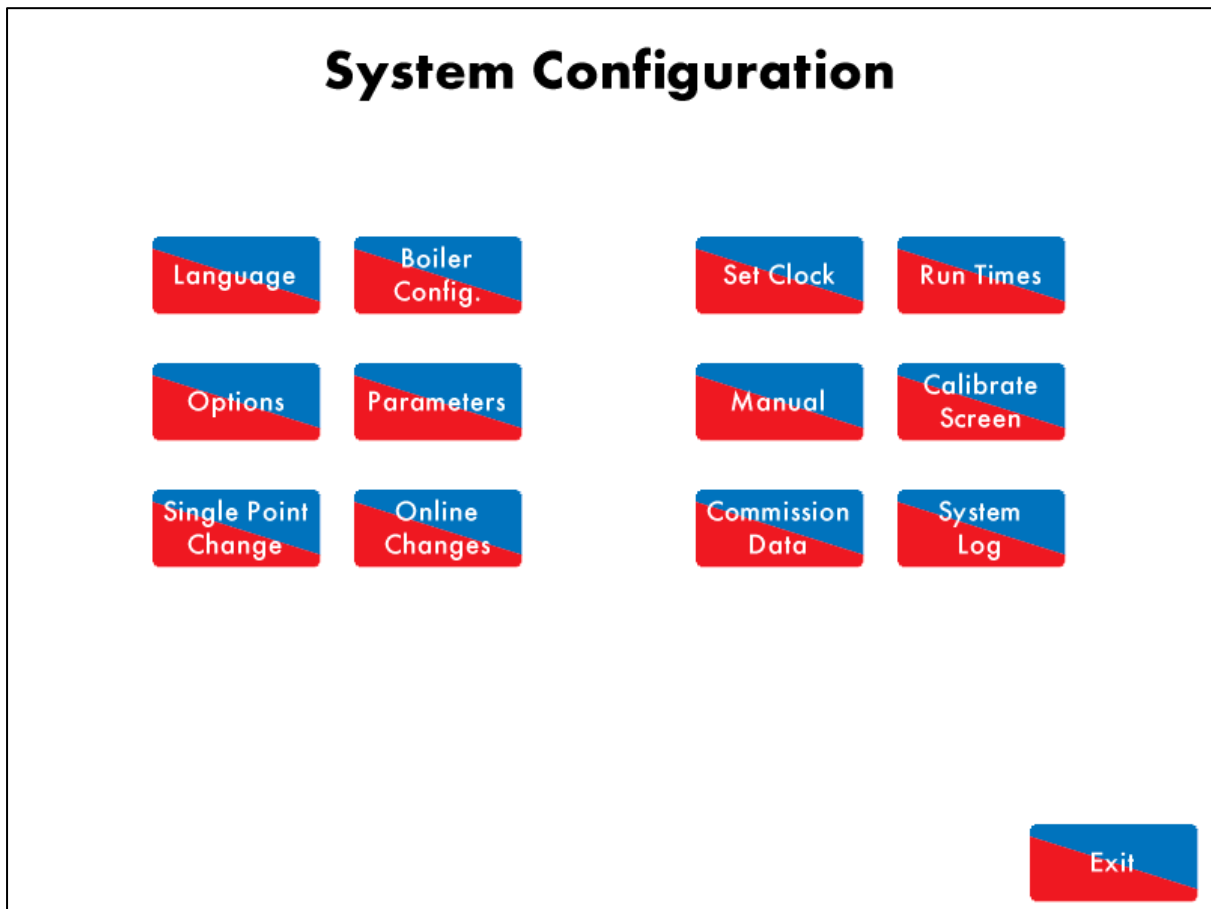 System Configuration
Language
Boiler
Config.
Set Clock
Run Times
Options
Parameters
Manual
Calibrate
Screen
Single Point
Change
Online
Changes
Commission
Data
System
Log
Exit